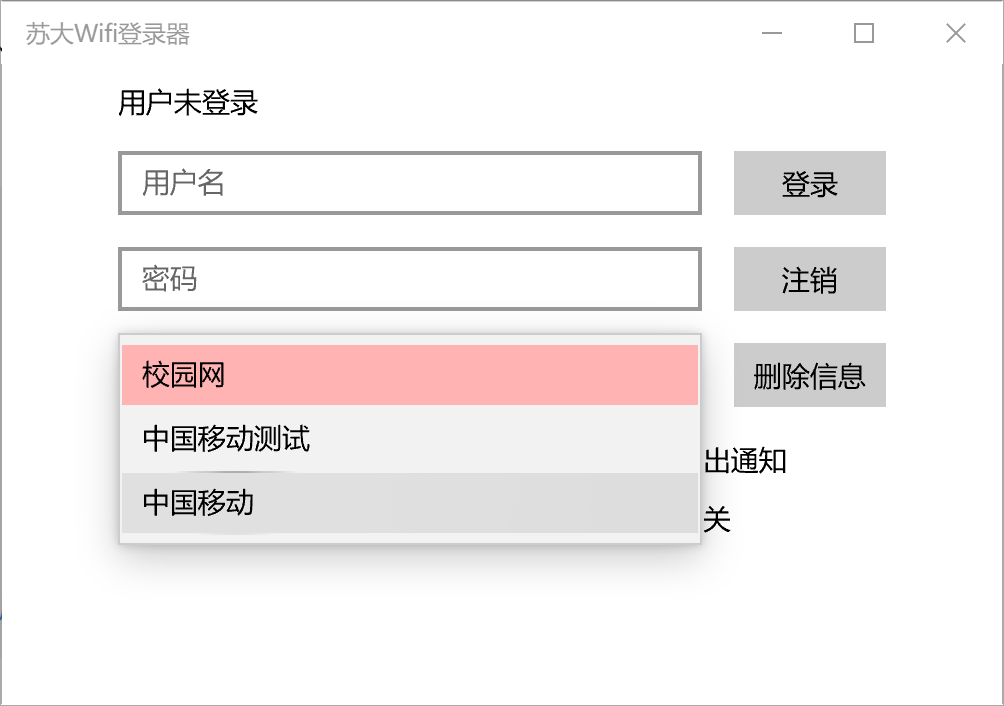 苏大Wifi登录器
用户未登录
用户名
登录
密码
注销
校园网
删除信息
中国移动测试
出通知
中国移动
关